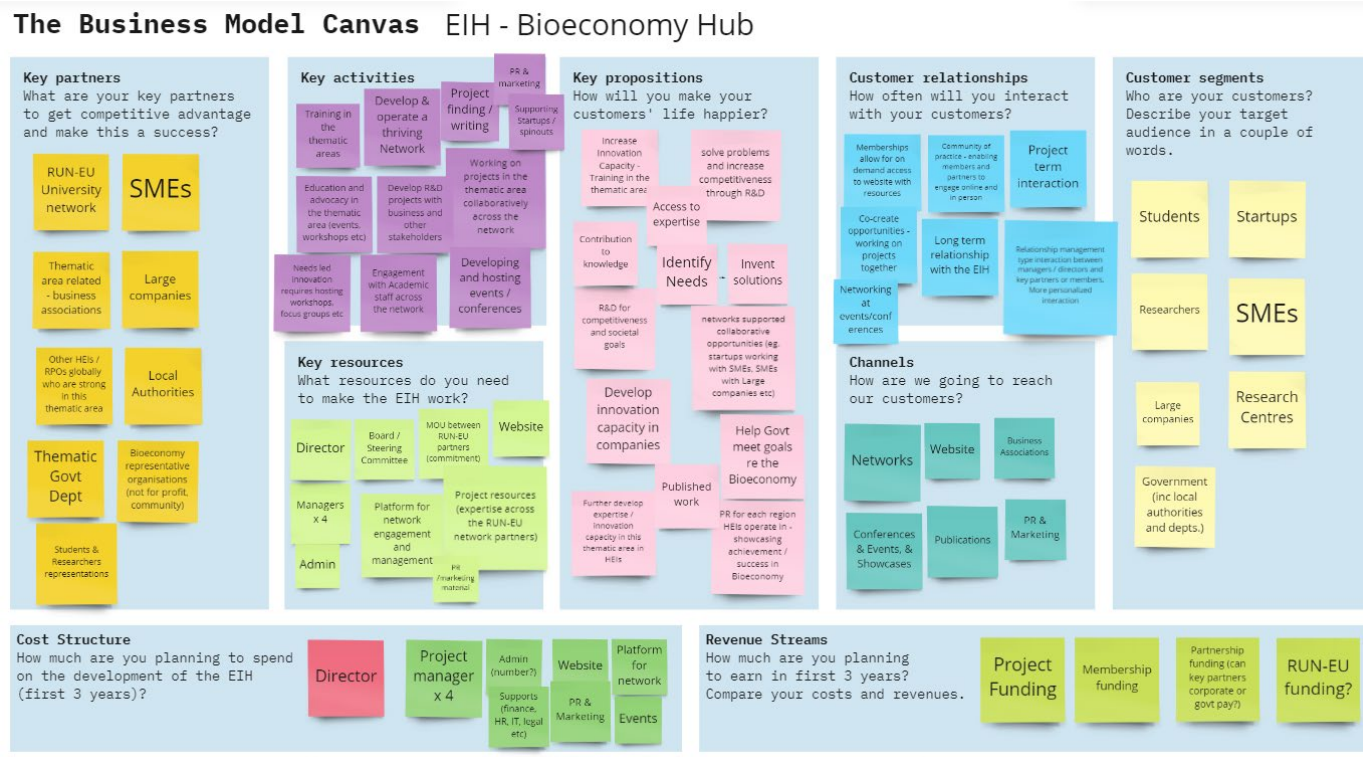 The Business Model Canvas EIH - Bioeconomy Hub
Key partners
What are your key partners
to get competitive advantage
and make this a success?
RUN-EU
University
network
SMEs
Thematic
area related
- business
associations
Large
companies
Other HEIs /
RPOs globally
who are strong
in this
thematic area
Local
Authorities
Thematic
Govt
Dept
Bioeconomy
representative
organisations
(not for profit,
community)
Students &
Researchers
representations
Key activities
Training in
the
thematic
areas
Develop &
operate a
thriving
Network
Project
finding /
writing
PR &
marketing
Supporting
Startups /
spinouts
Education and
advocacy in
the thematic
area (events,
workshops etc)
Develop R&D
projects with
business and
other
stakeholders
Working on
projects in the
thematic area
collaboratively
across the
network
Needs led
innovation
requires hosting
workshops,
focus groups etc
Engagement
with Academic
staff across
the network
Developing
and hosting
events /
conferences
Key resources
What resources do you need
to make the EIH work?
Director
Board /
Steering
Committee
MOU between
RUN-EU
partners
(commitment)
Website
Managers
x 4
Platform for
network
engagement
and
management
Project resources
(expertise across
the RUN-EU
network partners)
Admin
PR
/marketing
material
Key propositions
How will you make your
customers' life happier?
Increase
Innovation
Capacity -
Training in the
thematic area
solve problems
and increase
competitiveness
through R&D
Access to
expertise
Contribution
to
knowledge
Identify
Needs
Invent
solutions
R&D for
competitiveness
and societal
goals
networks supported
collaborative
opportunities (eg.
startups working
with SMEs, SMEs
with Large
companies etc)
Develop
innovation
capacity in
companies
Help Govt
meet goals
re the
Bioeconomy
Published
work
Further develop
expertise /
Innovation
capacity in this
thematic area in
HEIs
PR for each region
HEIs operate in -
showcasing
achievement /
success in
Bioeconomy
Customer relationships
How often will you interact
with your customers?
Memberships
allow for on
demand access
to website with
resources
Community of
practice - enabling
members and
partners to
engage online and
in person
Project
term
interaction
Co-create
opportunities -
working on
projects
together
Long term
relationship
with the EIH
Relationship management
type interaction between
managers / directors and
key partners or members.
More personalised
interaction
Networking
at
events/conf
erences
Channels
How are we going to reach
our customers?
Networks
Website
Business
Associations
Conferences
& Events, &
Showcases
Publications
PR &
Marketing
Customer segments
Who are your customers?
Describe your target
audience in a couple of
words.
Students
Startups
Researchers
SMEs
Large
companies
Research
Centres
Government
(inc local
authorities
and depts.)
Cost Structure
How much are you planning to spend
on the development of the EIH
(first 3 years)?
Director
Project
manager
x 4
Admin
(number?)
Website
Platform
for
network
Supports
(finance,
HR, IT, legal
etc)
PR &
Marketing
Events
Revenue Streams
How much are you planning
to earn in first 3 years?
Compare your costs and revenues.
Project
Funding
Membership
funding
Partnership
funding (can
key partners
corporate or
govt pay?)
RUN-EU
funding?